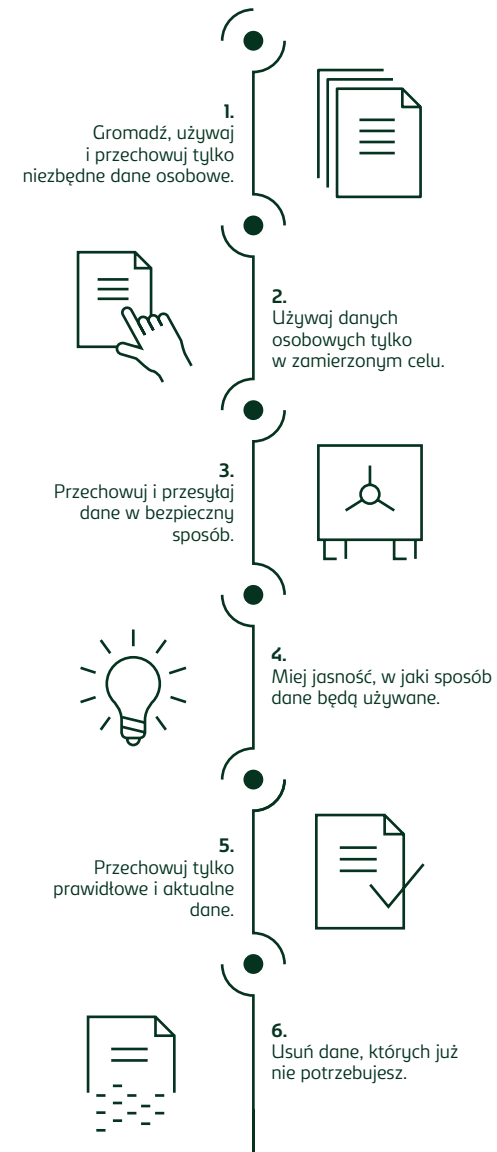 1.
Gromadź, używaj
i przechowuj tylko
niezbędne dane osobowe.
2.
Używaj danych
osobowych tylko
w zamierzonym celu.
3.
Przechowuj i przesyłaj
dane w bezpieczny
sposób.
4.
Miej jasność, w jaki sposób
dane będą używane.
5.
Przechowuj tylko
prawidłowe i aktualne
dane.
6.
Usuń dane, których już
nie potrzebujesz.